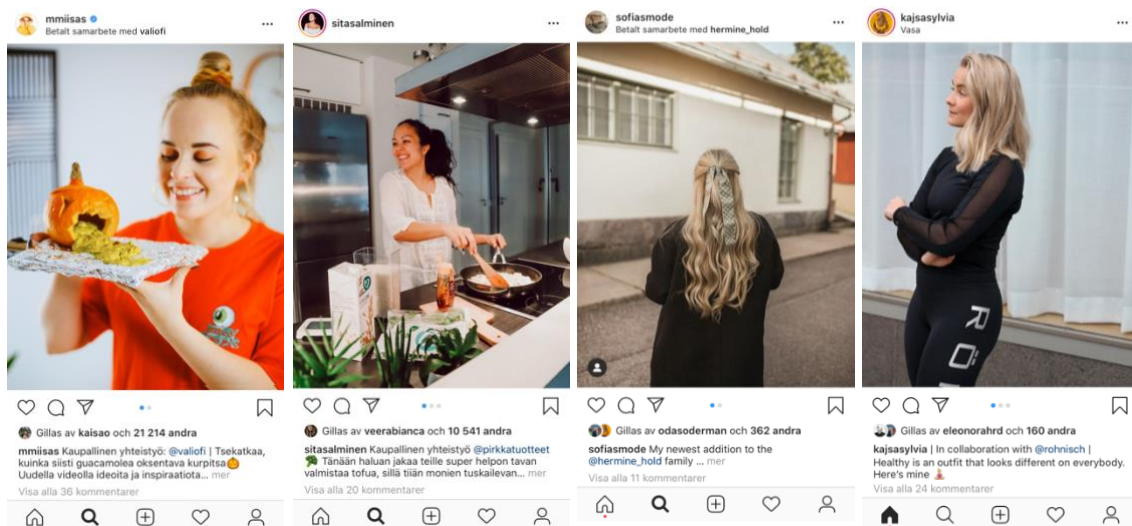 mmiisas
Betalt samarbete med valiofi
Gillas av kaisao och 21 214 andra
mmiisas Kaupallinen yhteistyö: @valiofi | Tsekatkaa,
kuinka siisti guacamolea oksentava kurpitsa🎃
Uudella videolla ideoita ja inspiraatiota... mer
Visa alla 36 kommentarer
sitasalminen
Gillas av veerabianca och 10 541 andra
sitasalminen Kaupallinen yhteistyö @pirkkatuotteet
🥦 Tänään haluan jakaa teille super helpon tavan
valmistaa tofua, sillä tiiän monien tuskailevan... mer
Visa alla 20 kommentarer
sofiasmode
Betalt samarbete med hermine_hold
Gillas av odasoderman och 362 andra
sofiasmode My newest addition to the
@hermine_hold family ... mer
Visa alla 11 kommentarer
kajsasylvia
Vasa
RÖ
Gillas av eleonorahrd och 160 andra
kajsasylvia | In collaboration with @rohnisch |
Healthy is an outfit that looks different on everybody.
Here's mine 🧘🏼‍♀️
Visa alla 24 kommentarer